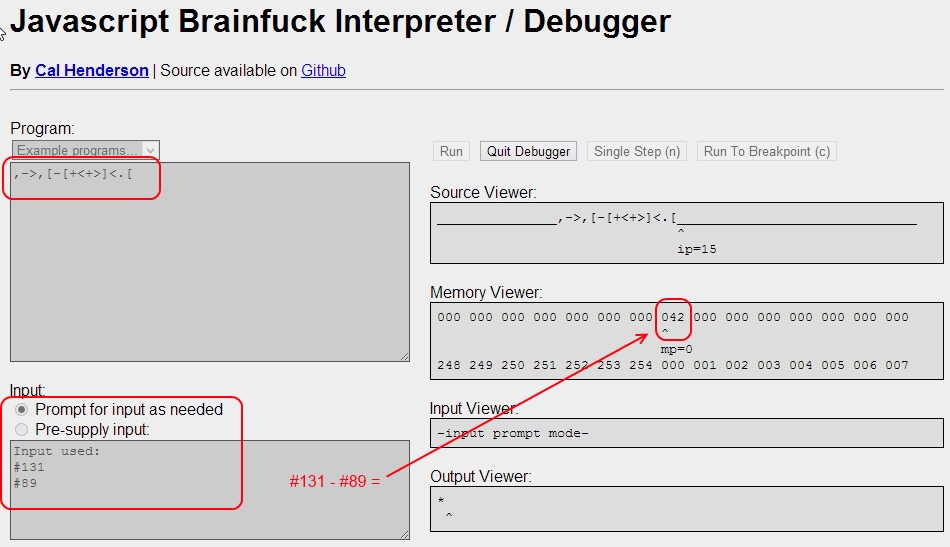 Javascript Brainfuck Interpreter / Debugger
By Cal Henderson | Source available on Github
Program:
Example programs...
,->,[-[+<+>]<.[
Input:
Prompt for input as needed
Pre-supply input:
Input used:
#131
#89
#131 - #89 =
Run Quit Debugger Single Step (n) Run To Breakpoint (c)
Source Viewer:
_______________,->,[-[+<+>]<.[______________________________
^
ip=15
Memory Viewer:
000 000 000 000 000 000 000 042 000 000 000 000 000 000 000
^
mp=0
248 249 250 251 252 253 254 000 001 002 003 004 005 006 007
Input Viewer:
-input prompt mode-
Output Viewer:
*
^